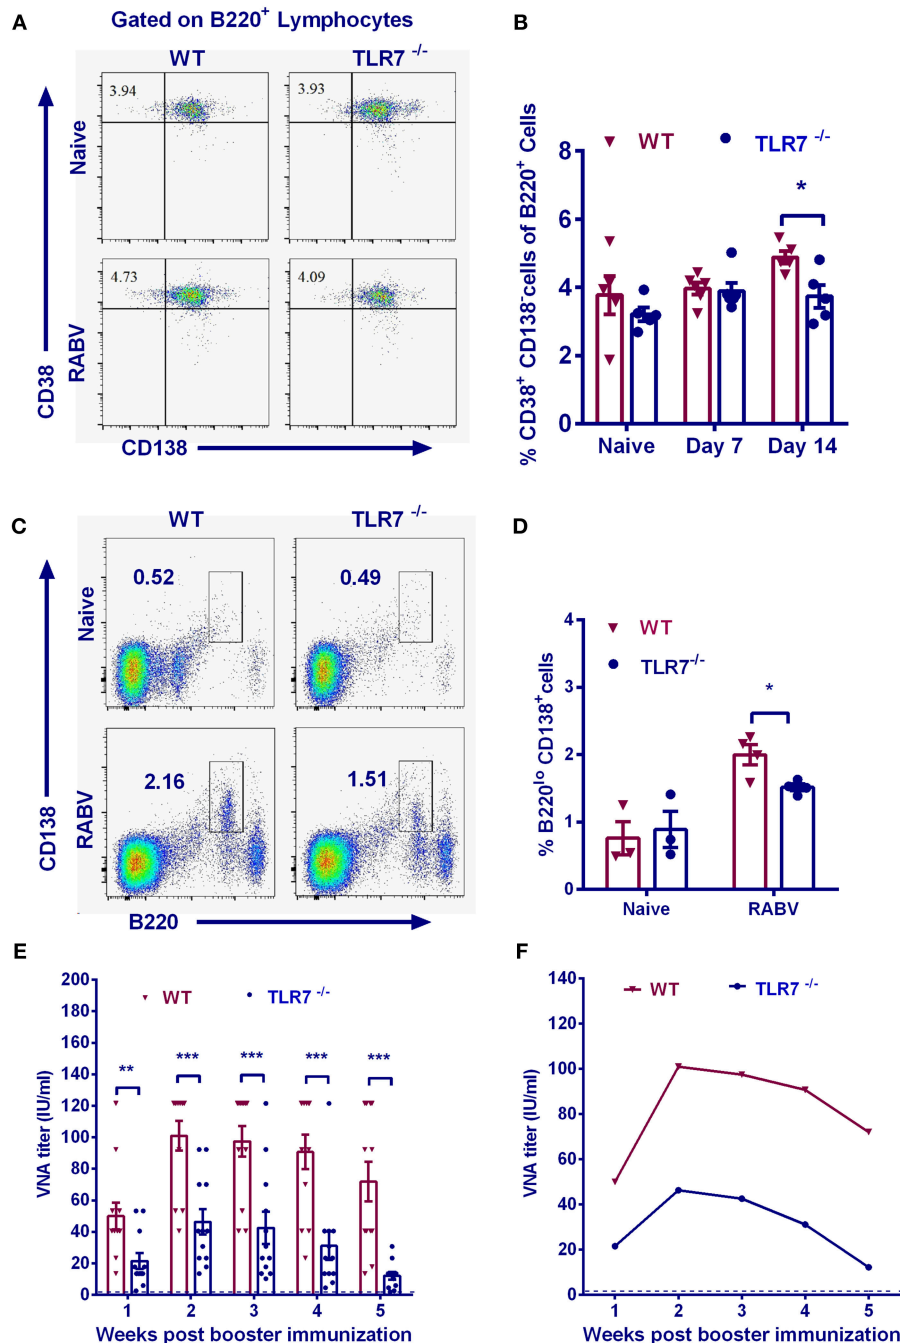 A
Gated on B220+ Lymphocytes
WT
TLR7 -/-
CD38
Naive
3.94
3.93
RABV
4.73
4.09
CD138
B
% CD38+ CD138-cells of B220+ Cells
WT
TLR7 -/-
*
8
6
4
2
0
Naive
Day 7
Day 14
C
WT
TLR7 -/-
CD138
Naive
0.52
0.49
RABV
2.16
1.51
B220
D
% B220lo CD138+cells
WT
TLR7-/-
*
4
3
2
1
0
Naive
RABV
E
VNA titer (IU/ml)
WT
TLR7 -/-
200
180
160
140
120
100
80
60
40
20
0
**
***
***
***
***
1
2
3
4
5
Weeks post booster immunization
F
VNA titer (IU/ml)
WT
TLR7 -/-
140
120
100
80
60
40
20
0
1
2
3
4
5
Weeks post booster immunization